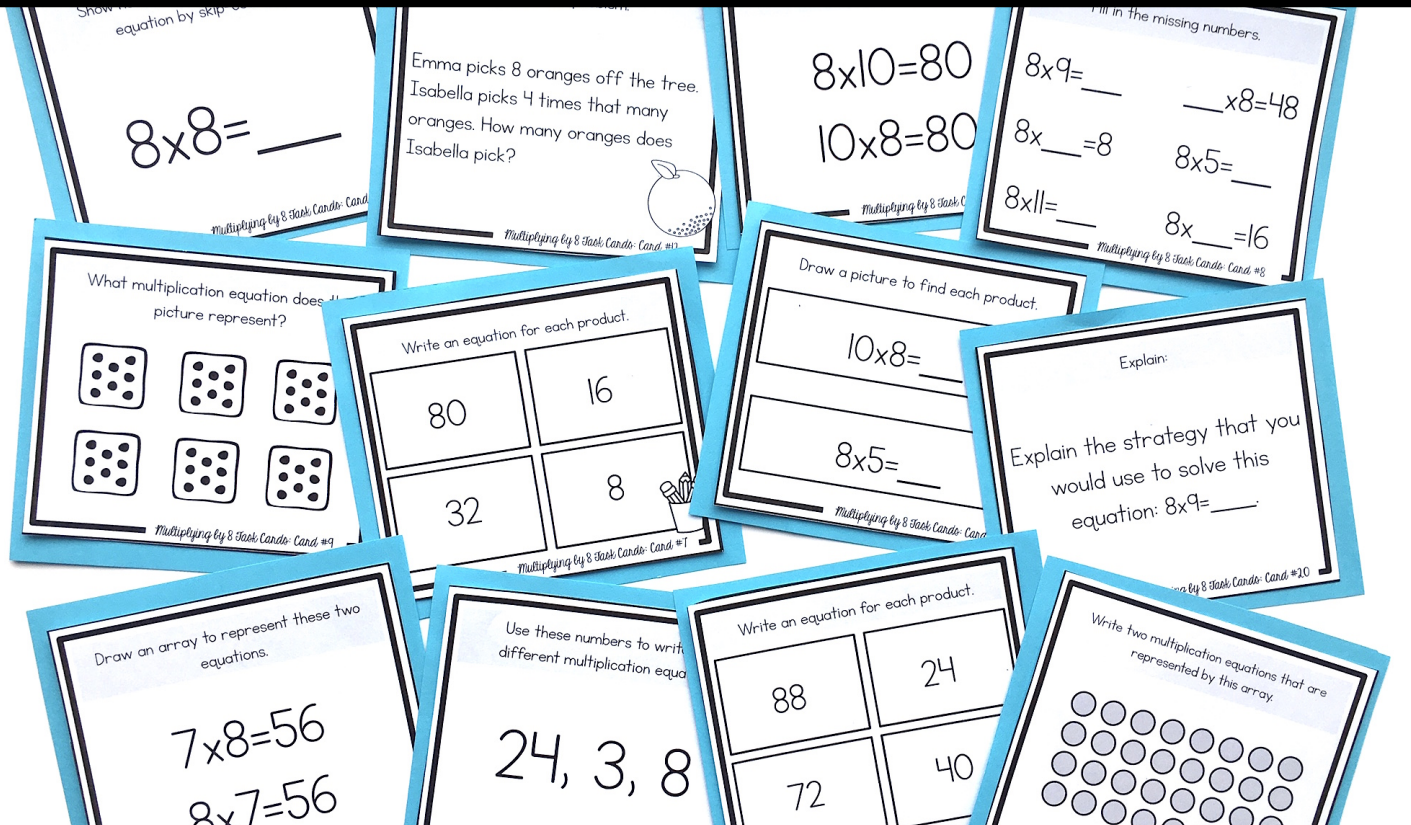 Show
equation by skip
8x8=___
Multiplying by 8 Task Cards: Card
Emma picks 8 oranges off the tree.
Isabella picks 4 times that many
oranges. How many oranges does
Isabella pick?
Multiplying by 8 Task Cards: Card
8x10=80
10x8=80
Multiplying by 8 Task C
Fill in the missing numbers.
8x9=___
___x8=48
8x___=8
8x5=___
8x11=___
8x___=16
Multiplying by 8 Task Cards: Card #8
What multiplication equation does
picture represent?
Multiplying by 8 Task Cards: Card #9
Write an equation for each product.
80
16
32
8
Multiplying by 8 Task Cards: Card #7
Draw a picture to find each product.
10x8=___
8x5=___
Multiplying by 8 Task Cards: Card
Explain:
Explain the strategy that you
would use to solve this
equation: 8x9=___.
by 8 Task Cards: Card #20
Draw an array to represent these two
equations.
7x8=56
8x7=56
Use these numbers to writ
different multiplication equa
24, 3, 8
Write an equation for each product.
88
24
72
40
Write two multiplication equations that are
represented by this array.